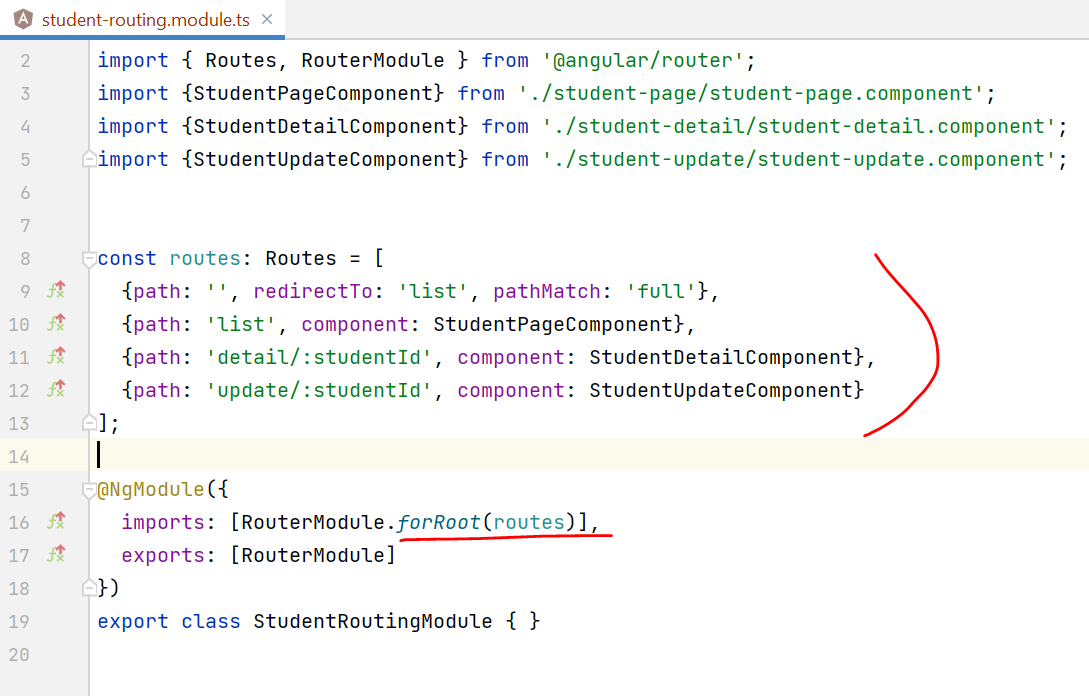 student-routing.module.ts ×
2 import { Routes, RouterModule } from '@angular/router';
3 import {StudentPageComponent} from './student-page/student-page.component';
4 import {StudentDetailComponent} from './student-detail/student-detail.component';
5 import {StudentUpdateComponent} from './student-update/student-update.component';
6
7
8 const routes: Routes = [
9 {path: '', redirectTo: 'list', pathMatch: 'full'},
10 {path: 'list', component: StudentPageComponent},
11 {path: 'detail/:studentId', component: StudentDetailComponent},
12 {path: 'update/:studentId', component: StudentUpdateComponent}
13 ];
14
15 @NgModule({
16 imports: [RouterModule.forRoot(routes)],
17 exports: [RouterModule]
18 })
19 export class StudentRoutingModule { }
20